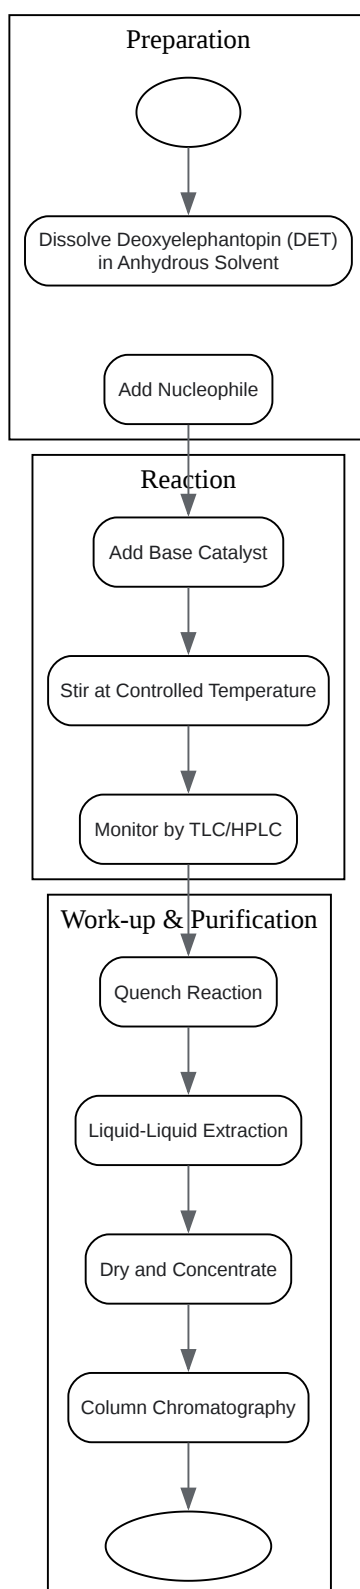 Preparation
Dissolve Deoxyelephantopin (DET)
in Anhydrous Solvent
Add Nucleophile
Reaction
Add Base Catalyst
Stir at Controlled Temperature
Monitor by TLC/HPLC
Work-up & Purification
Quench Reaction
Liquid-Liquid Extraction
Dry and Concentrate
Column Chromatography